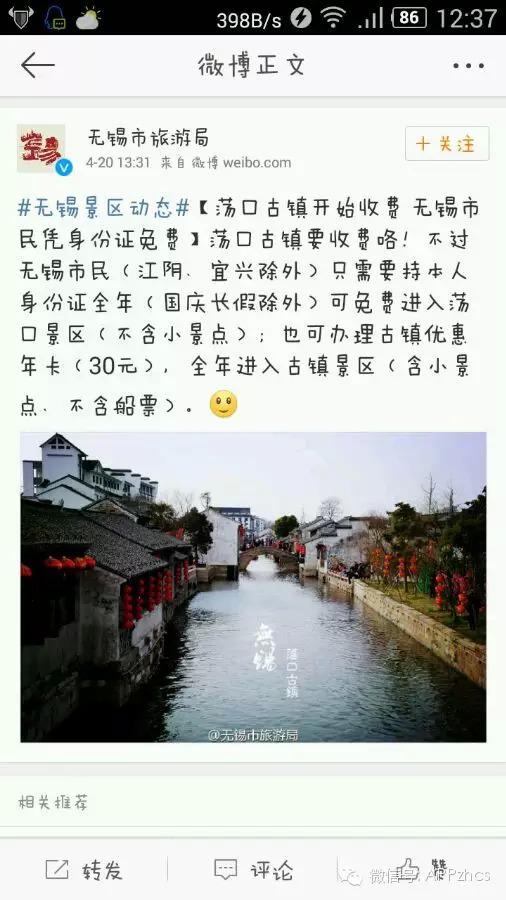 398B/s 86 12:37
微博正文
无锡市旅游局
+ 关注
4-20 13:31 来自 微博 weibo.com
#无锡景区动态#【荡口古镇开始收费 无锡市
民凭身份证免费】荡口古镇要收费咯！不过
无锡市民（江阴、宜兴除外）只需要持本人
身份证全年（国庆长假除外）可免费进入荡
口景区（不含小景点）；也可办理古镇优惠
年卡（30元），全年进入古镇景区（含小景
点、不含船票）。
無錫
荡口古镇
@无锡市旅游局
相关推荐
转发 评论 赞
微信号: APPzhcs